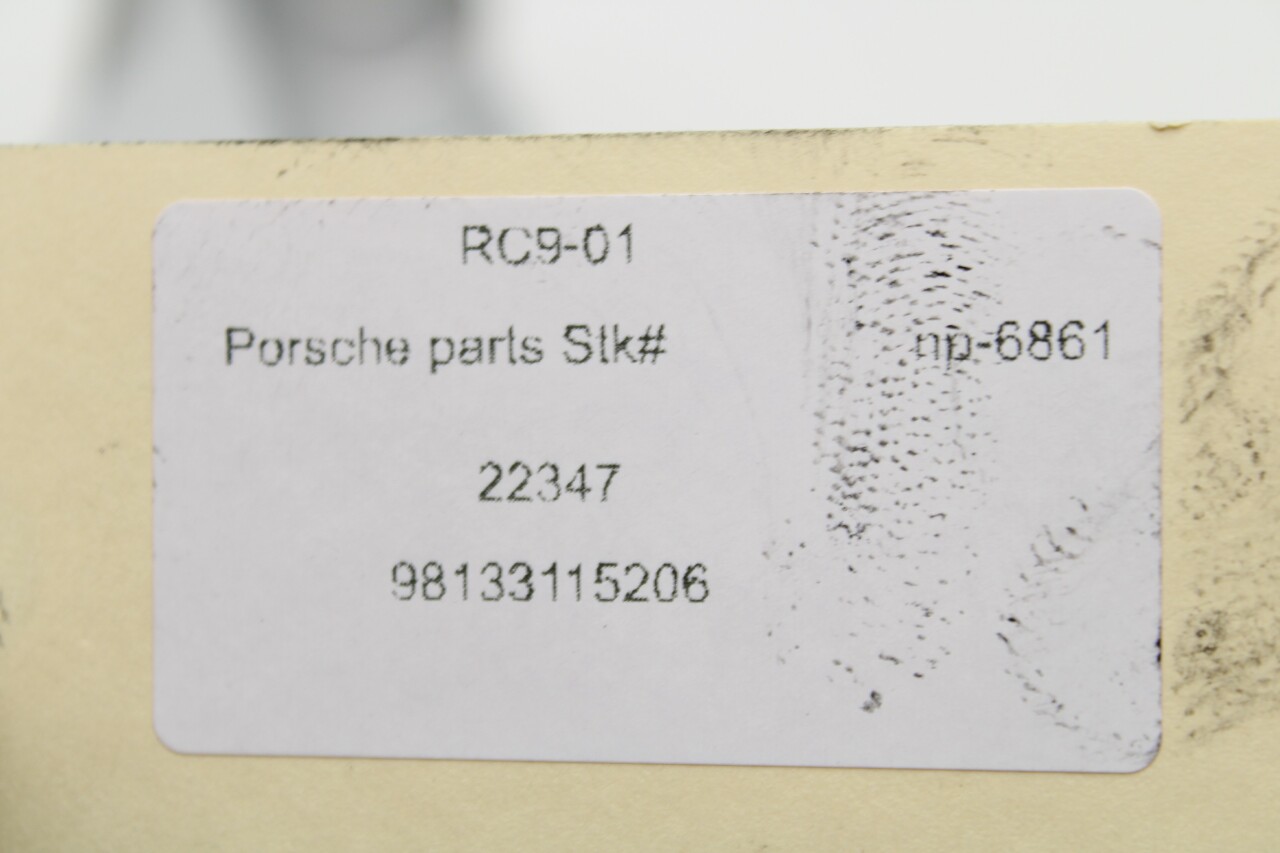 RC9-01
Porsche parts Stk# np-6861
22347
98133115206